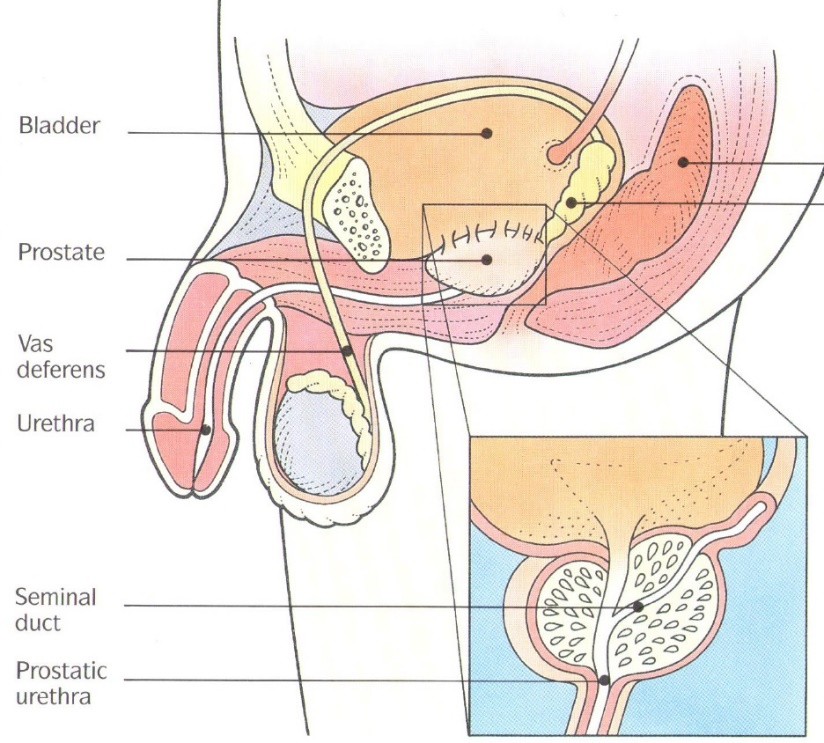 Bladder
Prostate
Vas
deferens
Urethra
Seminal
duct
Prostatic
urethra